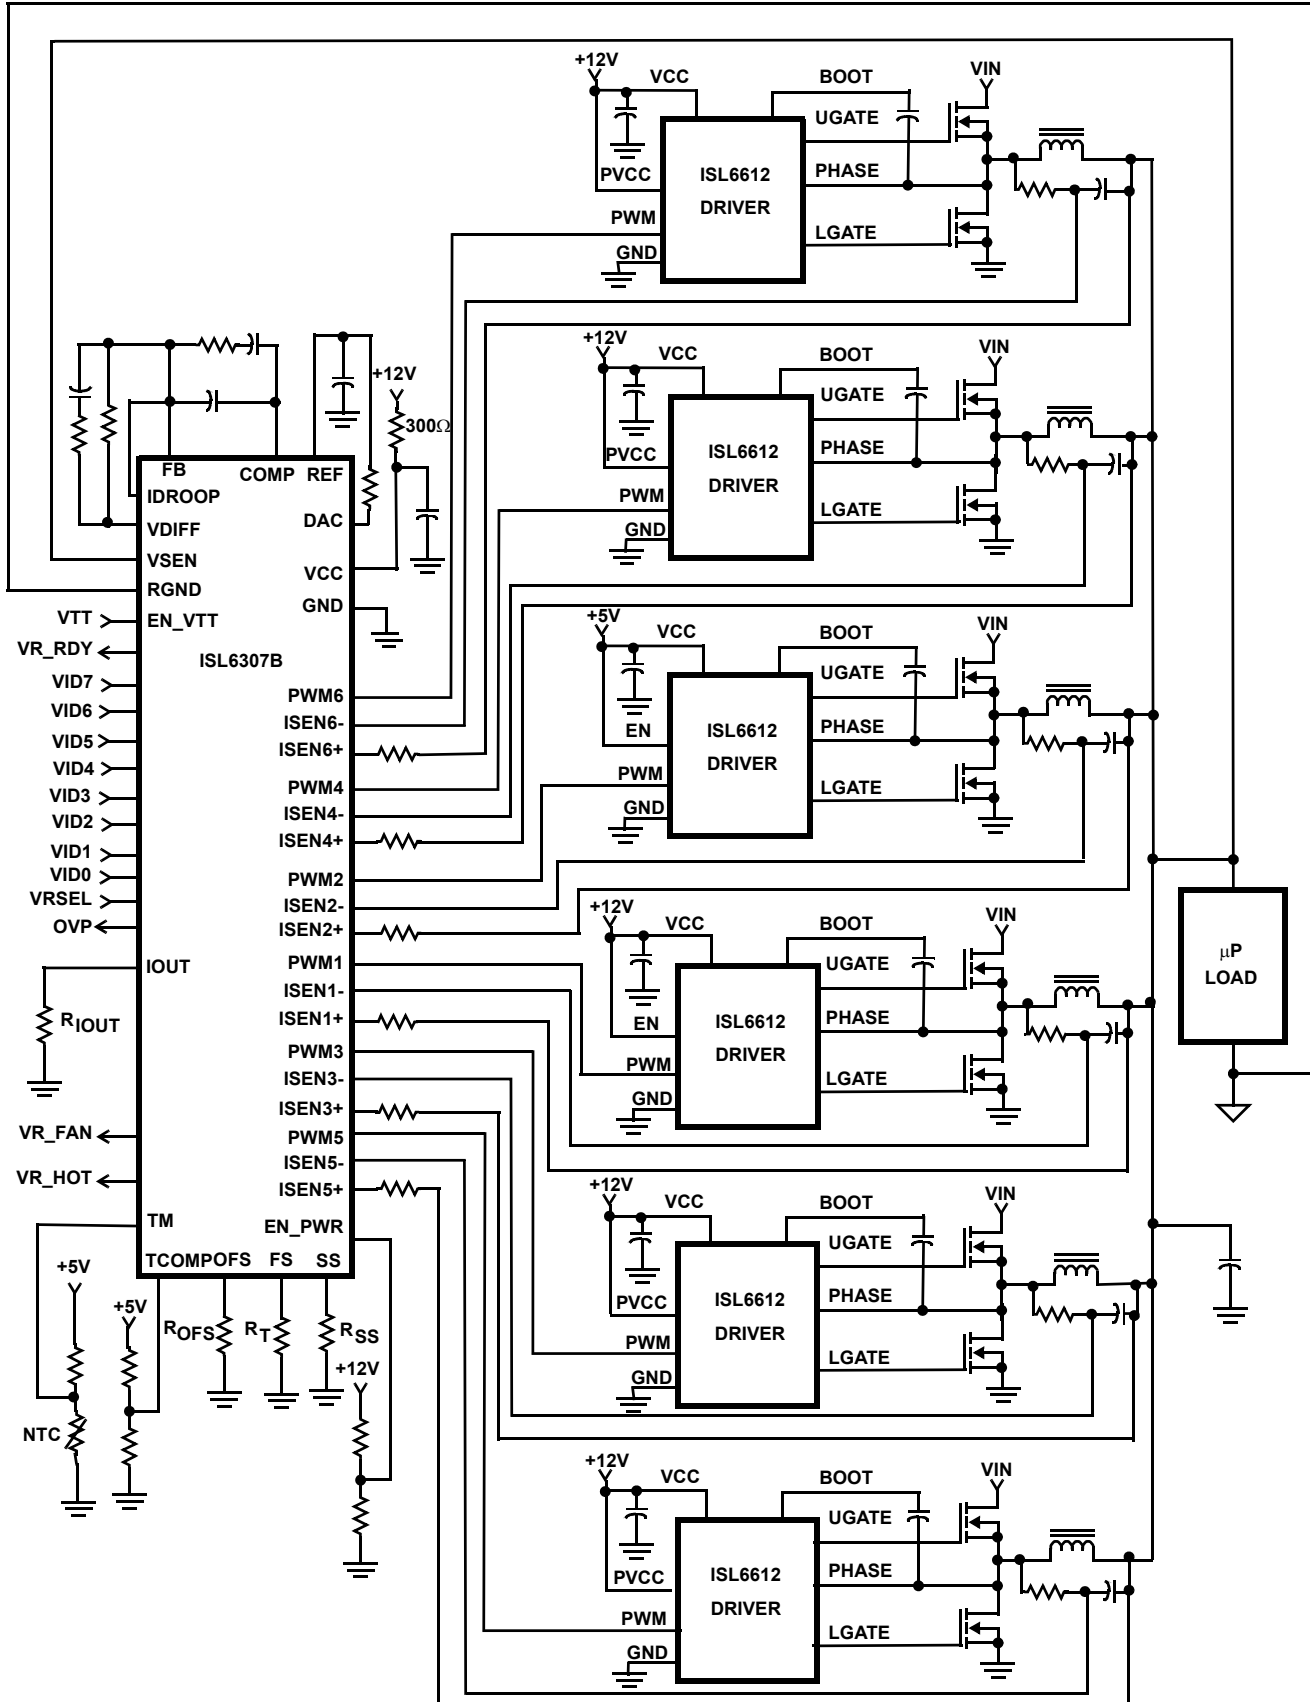 +12V
VCC
BOOT
VIN
UGATE
ISL6612
DRIVER
PVCC
PHASE
PWM
LGATE
GND
+12V
VCC
BOOT
VIN
UGATE
ISL6612
DRIVER
PVCC
PHASE
PWM
LGATE
GND
+5V
VCC
BOOT
VIN
UGATE
ISL6612
DRIVER
EN
PHASE
PWM
LGATE
GND
+12V
VCC
BOOT
VIN
UGATE
ISL6612
DRIVER
EN
PHASE
PWM
LGATE
GND
+12V
VCC
BOOT
VIN
UGATE
ISL6612
DRIVER
PVCC
PHASE
PWM
LGATE
GND
+12V
VCC
BOOT
VIN
UGATE
ISL6612
DRIVER
PVCC
PHASE
PWM
LGATE
GND
+12V
300Ω
FB
COMP
REF
IDROOP
VDIFF
DAC
VSEN
VCC
RGND
GND
VTT
EN_VTT
VR_RDY
ISL6307B
VID7
VID6
VID5
VID4
VID3
VID2
VID1
VID0
VRSEL
OVP
PWM6
ISEN6-
ISEN6+
PWM4
ISEN4-
ISEN4+
PWM2
ISEN2-
ISEN2+
PWM1
ISEN1-
ISEN1+
PWM3
ISEN3-
ISEN3+
PWM5
ISEN5-
ISEN5+
IOUT
RIOUT
VR_FAN
VR_HOT
TM
EN_PWR
TCOMP
OFS
FS
SS
+5V
+5V
ROFS
RT
RSS
+12V
NTC
μP
LOAD